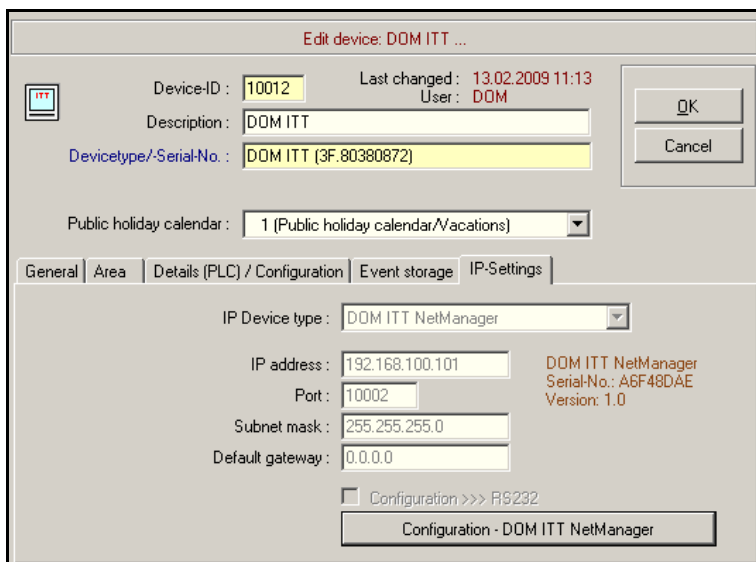 Edit device: DOM ITT ...
ITT
Device-ID : 10012
Last changed : 13.02.2009 11:13
User : DOM
Description : DOM ITT
Devicetype/-Serial-No. : DOM ITT (3F.80380872)
OK
Cancel
Public holiday calendar : 1 (Public holiday calendar/Vacations)
General Area Details (PLC) / Configuration Event storage IP-Settings
IP Device type : DOM ITT NetManager
IP address : 192.168.100.101
Port : 10002
Subnet mask : 255.255.255.0
Default gateway : 0.0.0.0
DOM ITT NetManager
Serial-No.: A6F48DAE
Version: 1.0
Configuration >>> RS232
Configuration - DOM ITT NetManager